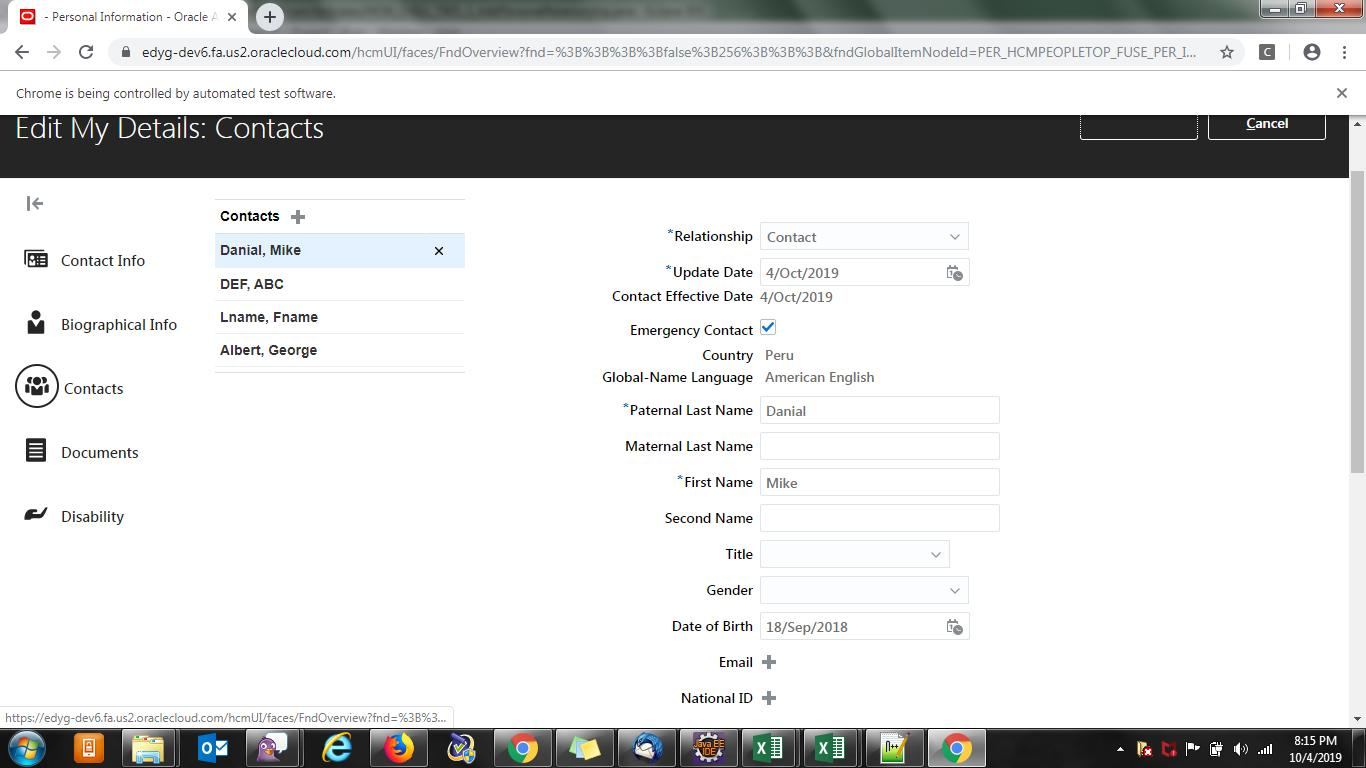 - Personal Information - Oracle A
edyg-dev6.fa.us2.oraclecloud.com/hcmUI/faces/FndOverview?fnd=%3B%3B%3B%3Bfalse%3B256%3B%3B%3B&fndGlobalItemNodeId=PER_HCMPEOPLETOP_FUSE_PER_I...
C
Chrome is being controlled by automated test software.
Edit My Details: Contacts
Cancel
Contact Info
Biographical Info
Contacts
Documents
Disability
Contacts
Danial, Mike
DEF, ABC
Lname, Fname
Albert, George
*Relationship Contact
*Update Date 4/Oct/2019
Contact Effective Date 4/Oct/2019
Emergency Contact
Country Peru
Global-Name Language American English
*Paternal Last Name Danial
Maternal Last Name
*First Name Mike
Second Name
Title
Gender
Date of Birth 18/Sep/2018
Email
National ID
https://edyg-dev6.fa.us2.oraclecloud.com/hcmUI/faces/FndOverview?fnd=%3B%3...
Java EE
IDE
8:15 PM
10/4/2019